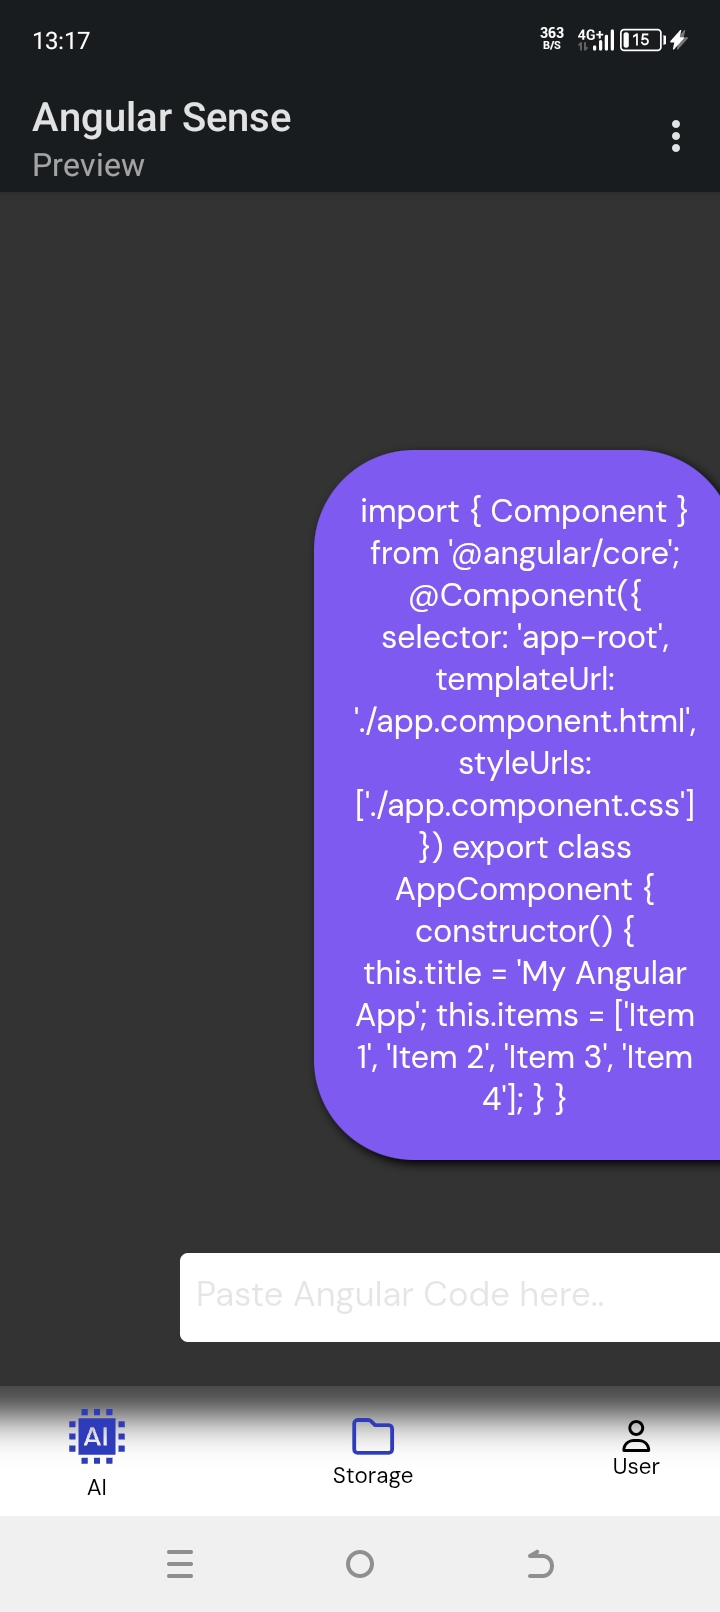 13:17
363
B/S
4G+
15
Angular Sense
Preview
import { Component }
from '@angular/core';
@Component({
selector: 'app-root',
templateUrl:
'./app.component.html',
styleUrls:
['./app.component.css']
}) export class
AppComponent {
constructor() {
this.title = 'My Angular
App'; this.items = ['Item
1', 'Item 2', 'Item 3', 'Item
4']; } }
Paste Angular Code here..
AI
AI
Storage
User